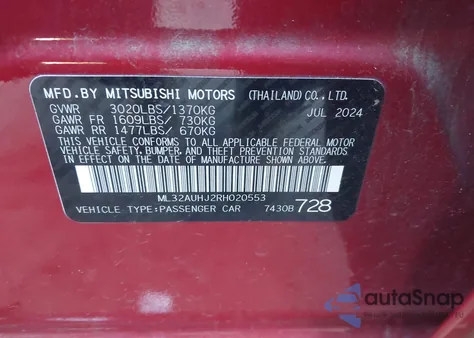 MFD.BY MITSUBISHI MOTORS (THAILAND)CO.,LTD.
GVWR 3020LBS/1370KG JUL 2024
GAWR FR 1609LBS/ 730KG
GAWR RR 1477LBS/ 670KG
THIS VEHICLE CONFORMS TO ALL APPLICABLE FEDERAL MOTOR
VEHICLE SAFETY, BUMPER, AND THEFT PREVENTION STANDARDS
IN EFFECT ON THE DATE OF MANUFACTURE SHOWN ABOVE.
ML32AUHJ2RH020553
VEHICLE TYPE:PASSENGER CAR 7430B 728
autoSnap